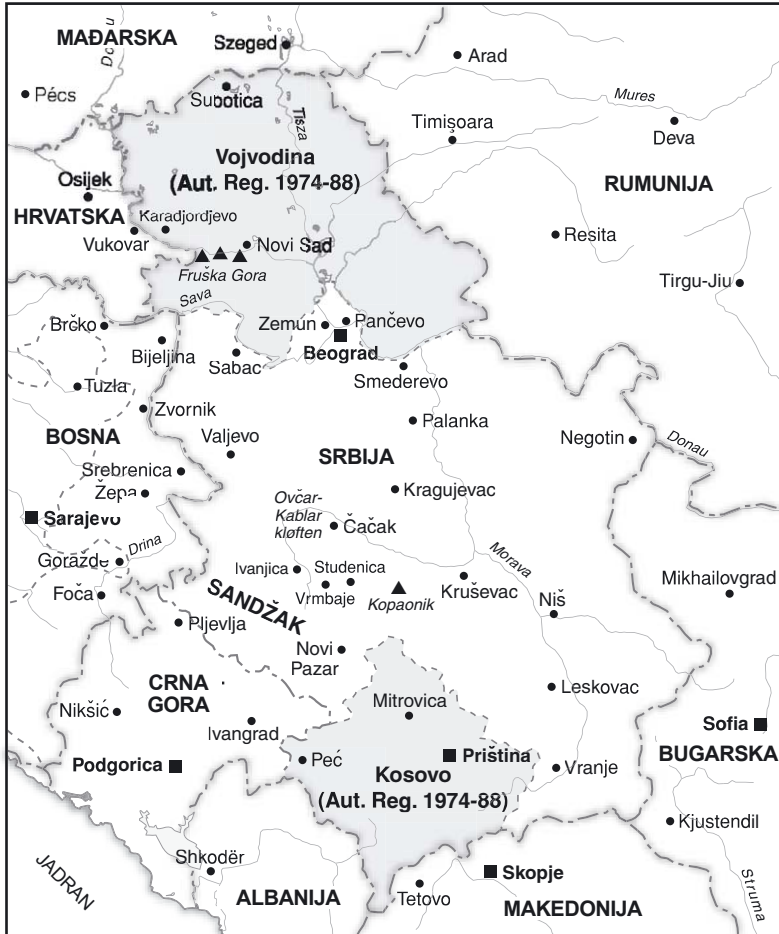 MAĐARSKA
Szeged
Arad
Pécs
Subotica
Tisza
Mures
Deva
Timişoara
Vojvodina
(Aut. Reg. 1974-88)
RUMUNIJA
Osijek
HRVATSKA
Karadjordjevo
Vukovar
Novi Sad
Resita
Fruška Gora
Sava
Tirgu-Jiu
Brčko
Zemun
Pančevo
Bijeljina
Sabac
Beograd
Smederevo
Tuzla
Zvornik
Palanka
BOSNA
Valjevo
Negotin
Donau
SRBIJA
Srebrenica
Žepa
Kragujevac
Ovčar-
Kablar
kløften
Čačak
Sarajevo
Drina
Goražde
Morava
Ivanjica
Studenica
Foča
Vrmbaje
Kopaonik
Kruševac
Mikhailovgrad
SANDŽAK
Niš
Pljevlja
Novi
Pazar
CRNA
GORA
Leskovac
Nikšić
Mitrovica
Ivangrad
Sofia
BUGARSKA
Podgorica
Peć
Priština
Vranje
Kosovo
(Aut. Reg. 1974-88)
Kjustendil
JADRAN
Shkodër
ALBANIJA
Tetovo
Skopje
MAKEDONIJA
Struma